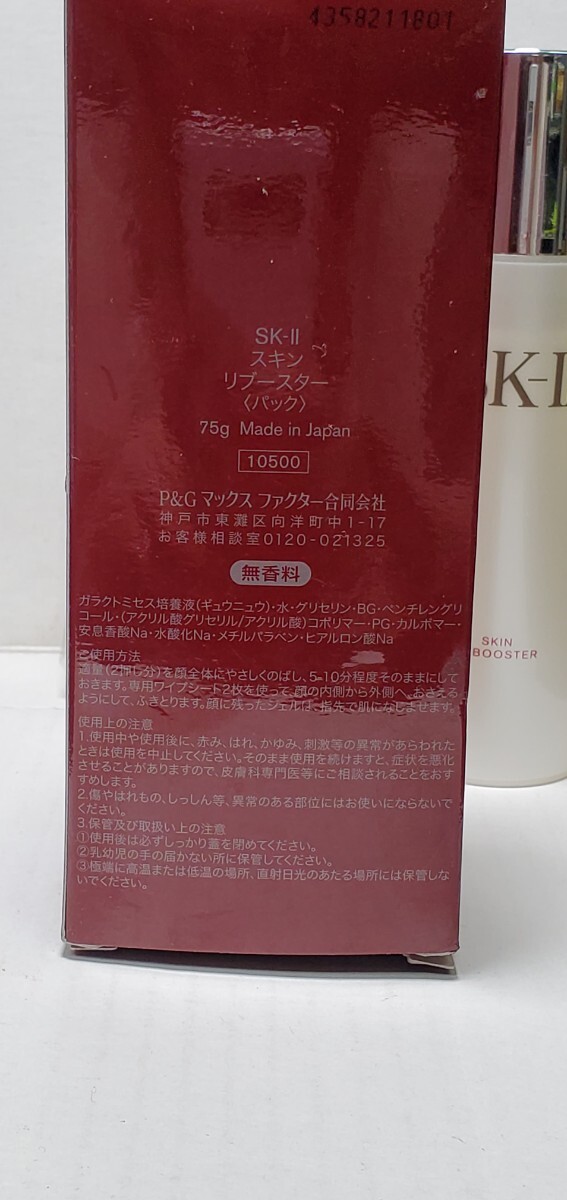 4358211801
SK-II
スキン
リブースター
〈パック〉
75g Made in Japan
10500
P&G マックス ファクター合同会社
神戸市東灘区向洋町中1-17
お客様相談室0120-021325
無香料
ガラクトミセス培養液(ギュウニュウ)・水・グリセリン・BG・ペンチレングリ
コール・(アクリル酸グリセリル/アクリル酸)コポリマー・PG・カルボマー・
安息香酸Na・水酸化Na・メチルパラベン・ヒアルロン酸Na
ご使用方法
適量(2押し分)を顔全体にやさしくのばし、5-10分程度そのままにして
おきます。専用ワイプシート2枚を使って、顔の内側から外側へ、おさえる
ようにして、ふきとります。顔に残ったジェルは、指先で肌になじませます。
使用上の注意
1.使用中や使用後に、赤み、はれ、かゆみ、刺激等の異常があらわれた
ときは使用を中止してください。そのまま使用を続けますと、症状を悪化
させることがありますので、皮膚科専門医等にご相談されることをおす
すめします。
2.傷やはれもの、しっしん等、異常のある部位にはお使いにならないで
ください。
3.保管及び取扱い上の注意
①使用後は必ずしっかり蓋を閉めてください。
②乳幼児の手の届かない所に保管してください。
③極端に高温または低温の場所、直射日光のあたる場所には保管しな
いでください。
SK-II
SKIN
BOOSTER